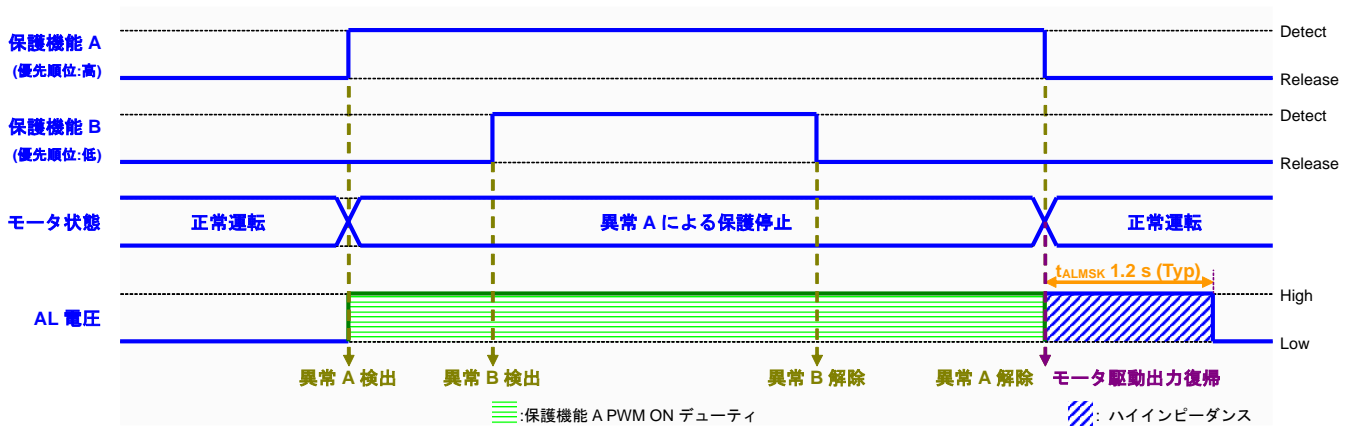 保護機能 A
(優先順位:高)
Detect
Release
保護機能 B
(優先順位:低)
Detect
Release
モータ状態
正常運転
異常 A による保護停止
正常運転
tALMSK 1.2 s (Typ)
AL 電圧
High
Low
異常 A 検出
異常 B 検出
異常 B 解除
異常 A 解除
モータ駆動出力復帰
:保護機能 A PWM ON デューティ
: ハイインピーダンス